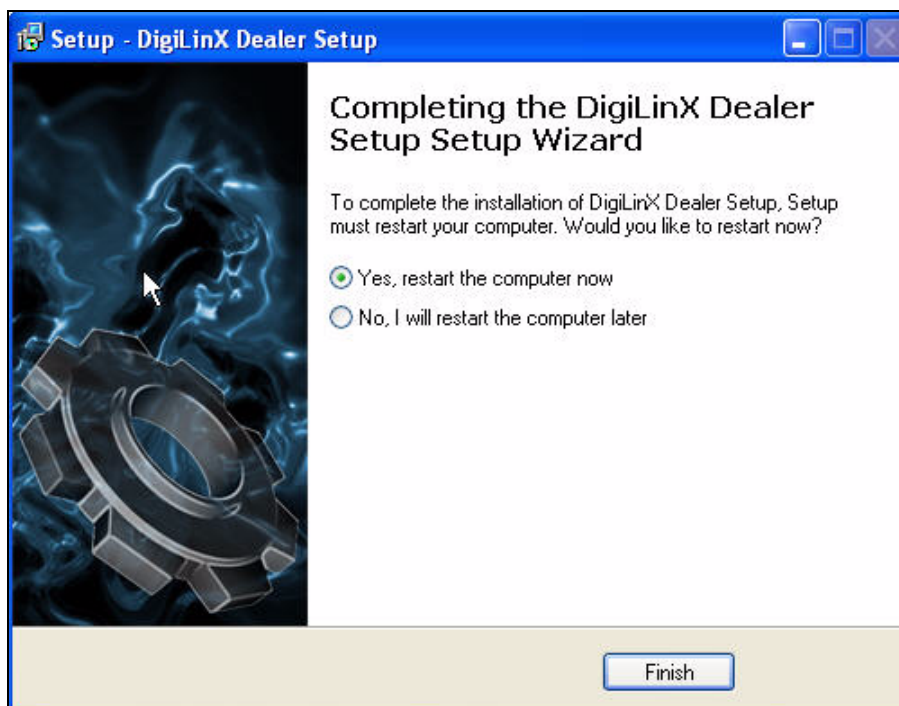 Setup - DigiLinX Dealer Setup
Completing the DigiLinX Dealer
Setup Setup Wizard
To complete the installation of DigiLinX Dealer Setup, Setup
must restart your computer. Would you like to restart now?
Yes, restart the computer now
No, I will restart the computer later
Finish